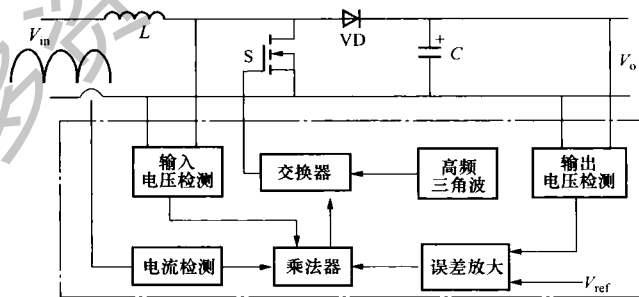 L
VD
V_in
S
+
C
V_o
输入
电压检测
交换器
高频
三角波
输出
电压检测
电流检测
乘法器
误差放大
V_ref